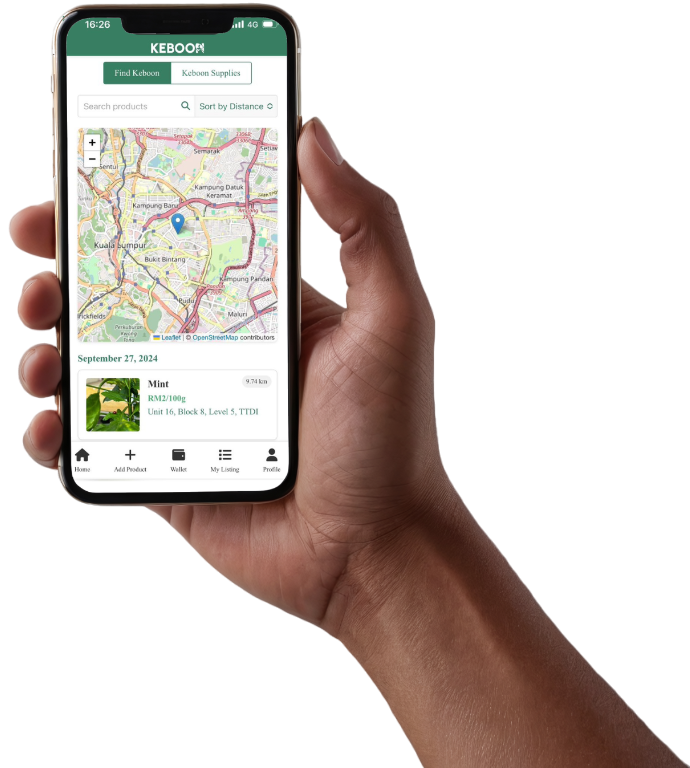 16:26
4G
KEBOON
Find Keboon
Keboon Supplies
Search products
Sort by Distance
+
−
Semarak
Sentul
Kampung Datuk
Keramat
Kampung Baru
Kuala Lumpur
Bukit Bintang
Kampung Pandan
Pudu
Maluri
rickfields
Leaflet | © OpenStreetMap contributors
September 27, 2024
Mint
9.74 km
RM2/100g
Unit 16, Block 8, Level 5, TTDI
Home
Add Product
Wallet
My Listing
Profile